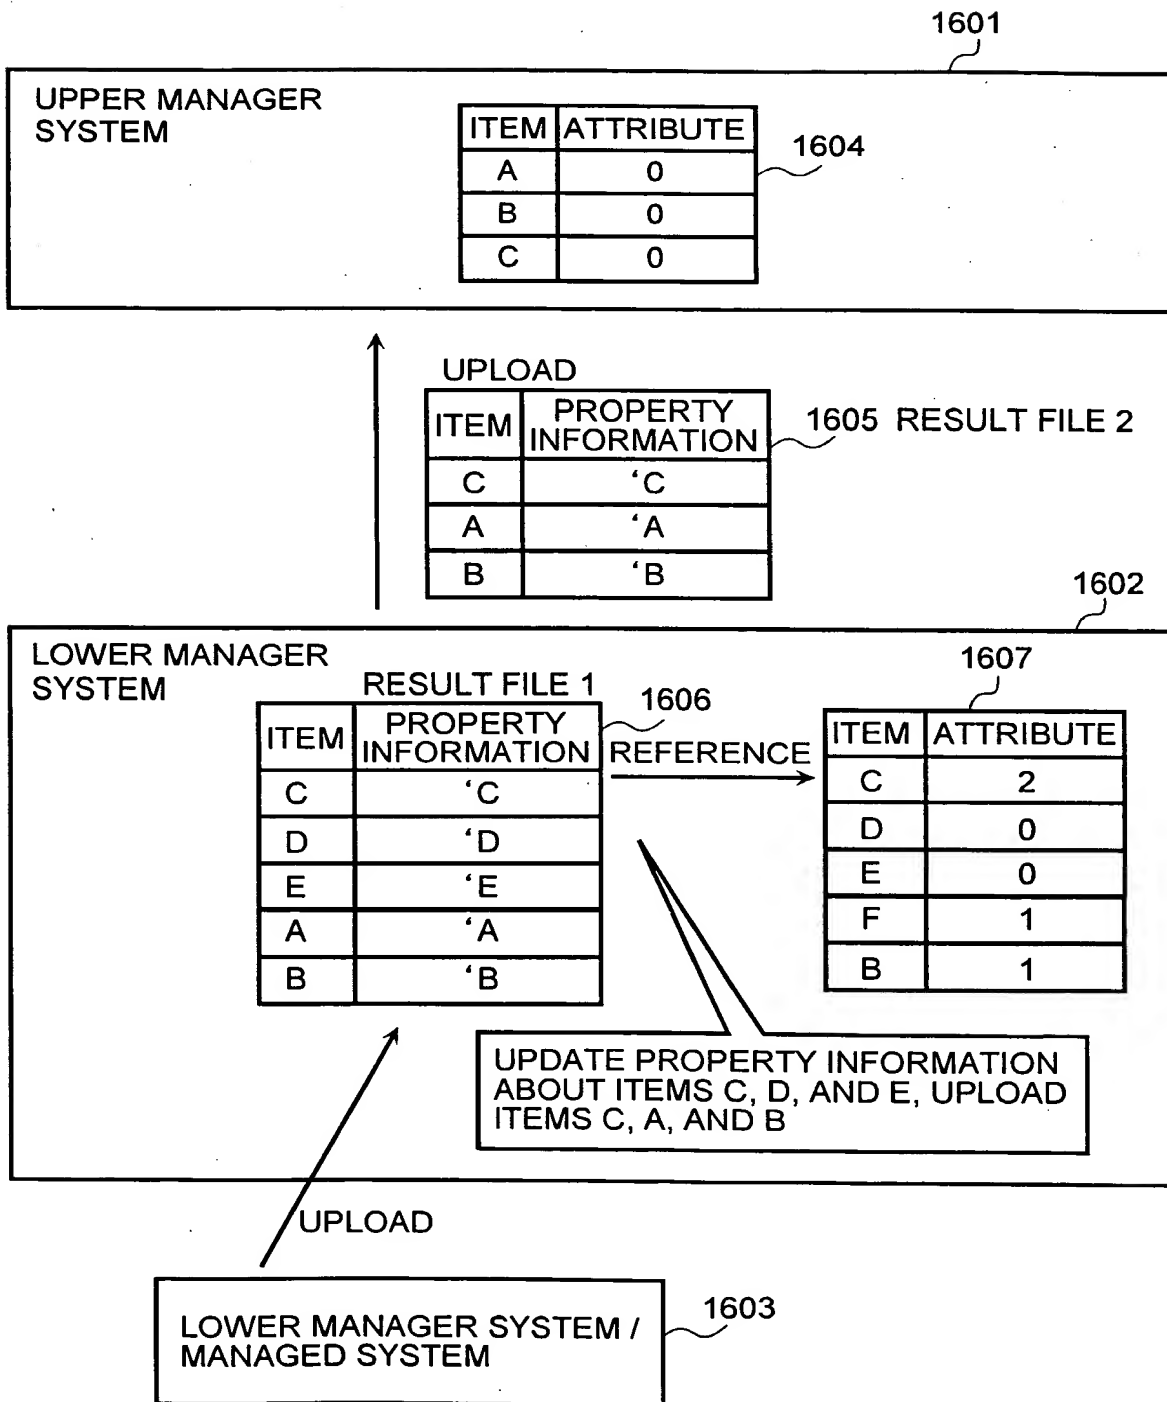 1601
UPPER MANAGER
SYSTEM
ITEM ATTRIBUTE
A 0
B 0
C 0
1604
UPLOAD
ITEM PROPERTY INFORMATION
C ‘C
A ‘A
B ‘B
1605 RESULT FILE 2
1602
LOWER MANAGER
SYSTEM
RESULT FILE 1
1606
ITEM PROPERTY INFORMATION
C ‘C
D ‘D
E ‘E
A ‘A
B ‘B
REFERENCE
1607
ITEM ATTRIBUTE
C 2
D 0
E 0
F 1
B 1
UPDATE PROPERTY INFORMATION
ABOUT ITEMS C, D, AND E, UPLOAD
ITEMS C, A, AND B
UPLOAD
LOWER MANAGER SYSTEM /
MANAGED SYSTEM
1603